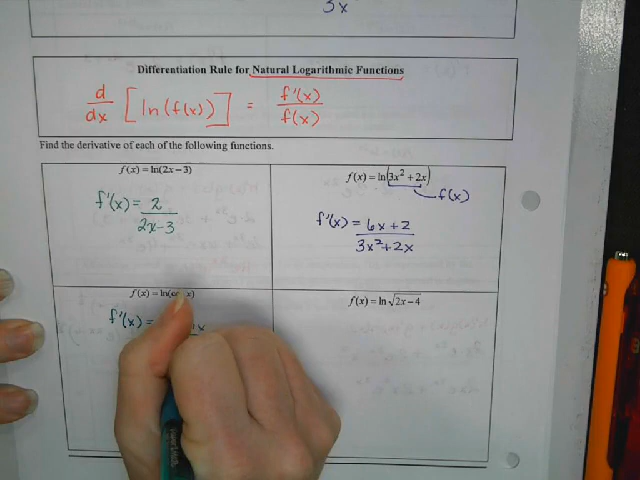 3x
Differentiation Rule for Natural Logarithmic Functions
d/dx [ln(f(x))] = f'(x)/f(x)
Find the derivative of each of the following functions.
f(x) = ln(2x − 3)
f'(x) = 2/2x−3
f(x) = ln(3x² + 2x)
f(x)
f'(x) = 6x+2/3x²+2x
f(x) = ln
f'(x) =
f(x) = ln √2x − 4